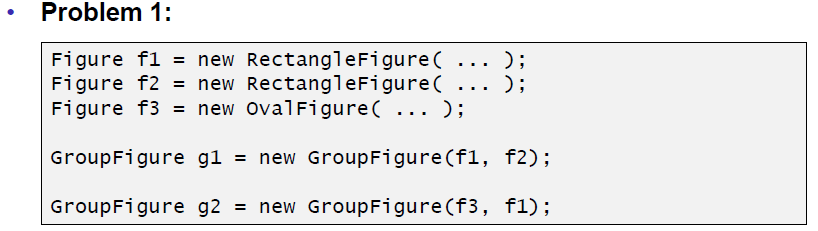 • Problem 1:
Figure f1 = new RectangleFigure( ... );
Figure f2 = new RectangleFigure( ... );
Figure f3 = new OvalFigure( ... );
GroupFigure g1 = new GroupFigure(f1, f2);
GroupFigure g2 = new GroupFigure(f3, f1);